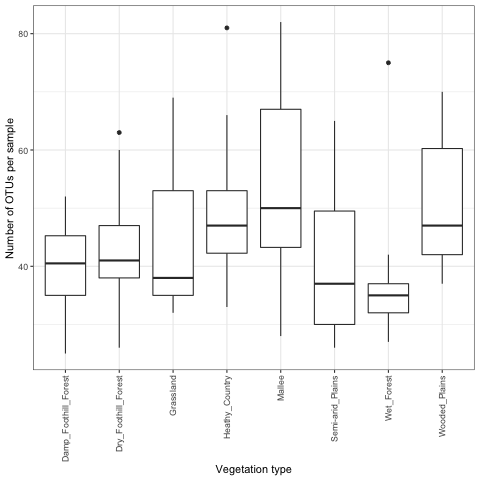 Number of OTUs per sample
80
60
40
Damp_Foothill_Forest
Dry_Foothill_Forest
Grassland
Heathy_Country
Mallee
Semi-arid_Plains
Wet_Forest
Wooded_Plains
Vegetation type